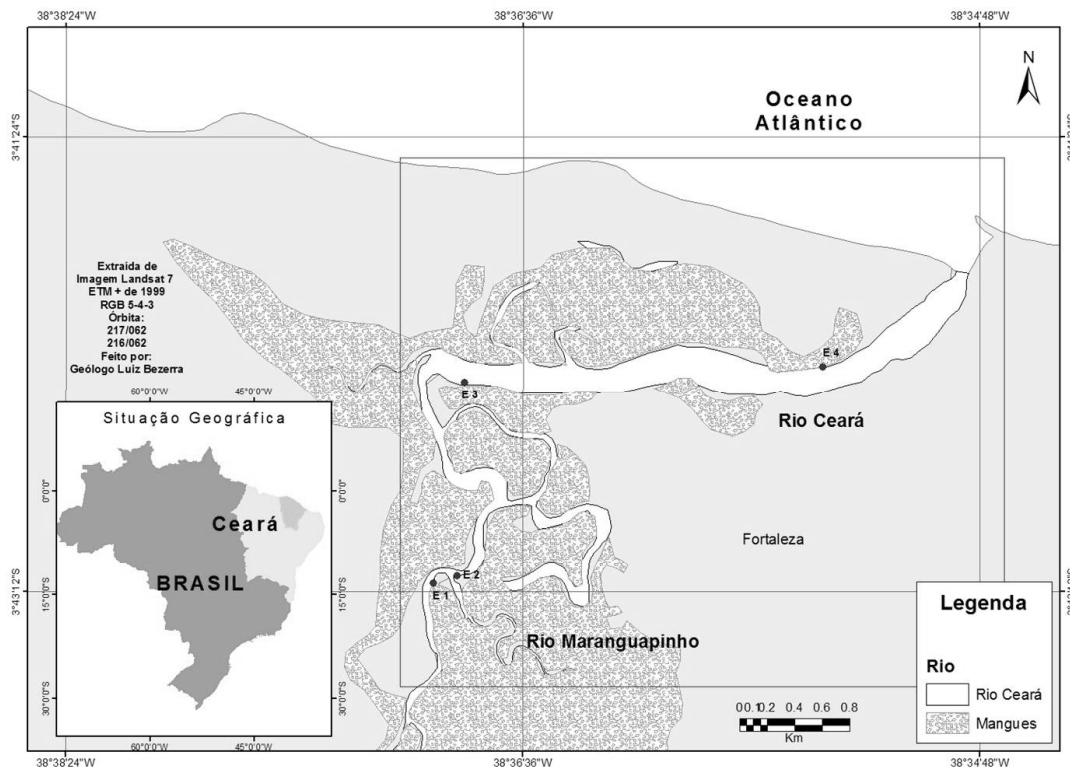 38°38'24"W 38°36'36"W 38°34'48"W
N
Oceano
Atlântico
3°41'24"S
Extraida de
Imagem Landsat 7
ETM + de 1999
RGB 5-4-3
Órbita:
217/062
216/062
Feito por:
Geólogo Luiz Bezerra
E 4
E 3
Rio Ceará
60°0'0"W 45°0'0"W
Situação Geográfica
0°0'0" 0°0'0"
Ceará
BRASIL
15°0'0"S 15°0'0"S
30°0'0"S 30°0'0"S
60°0'0"W 45°0'0"W
Fortaleza
E 2
E 1
3°43'12"S
Rio Maranguapinho
Legenda
Rio
Rio Ceará
Mangues
00.1 0.2 0.4 0.6 0.8
Km
38°38'24"W 38°36'36"W 38°34'48"W